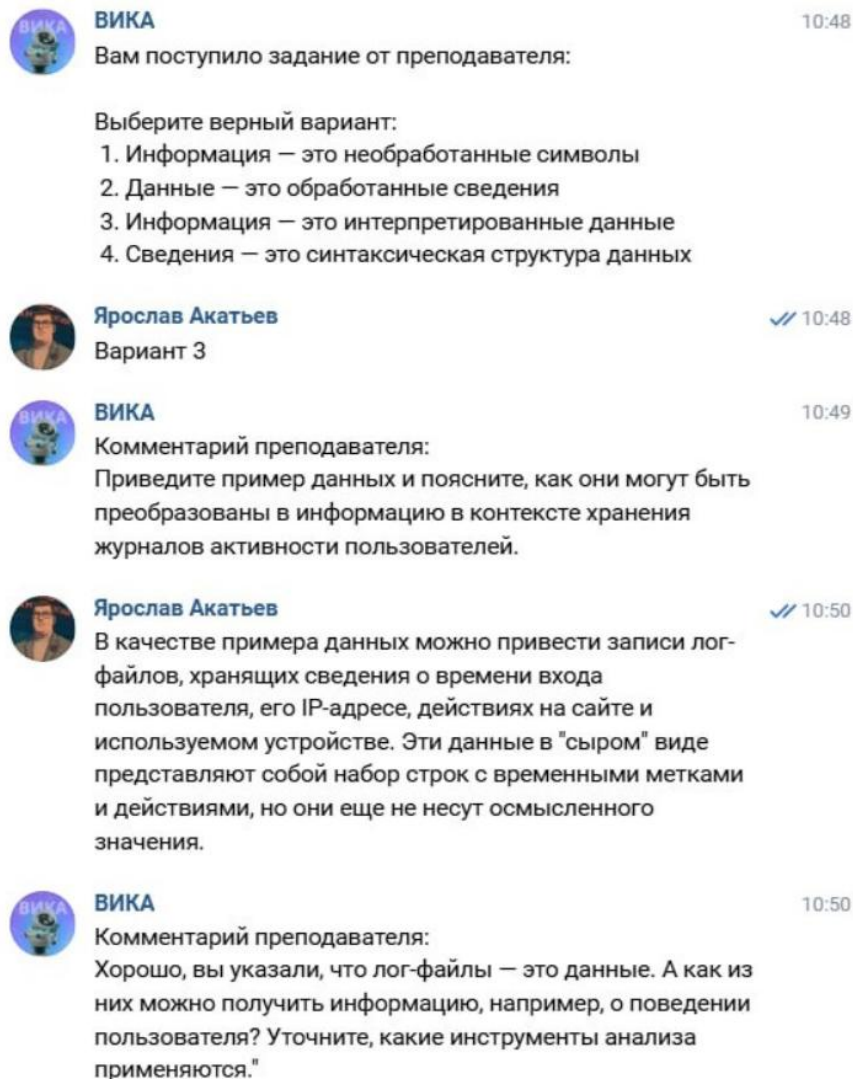 ВИКА 10:48
Вам поступило задание от преподавателя:
Выберите верный вариант:
1. Информация — это необработанные символы
2. Данные — это обработанные сведения
3. Информация — это интерпретированные данные
4. Сведения — это синтаксическая структура данных
Ярослав Акатьев 10:48
Вариант 3
ВИКА 10:49
Комментарий преподавателя:
Приведите пример данных и поясните, как они могут быть
преобразованы в информацию в контексте хранения
журналов активности пользователей.
Ярослав Акатьев 10:50
В качестве примера данных можно привести записи лог-
файлов, хранящих сведения о времени входа
пользователя, его IP-адресе, действиях на сайте и
используемом устройстве. Эти данные в "сыром" виде
представляют собой набор строк с временными метками
и действиями, но они еще не несут осмысленного
значения.
ВИКА 10:50
Комментарий преподавателя:
Хорошо, вы указали, что лог-файлы — это данные. А как из
них можно получить информацию, например, о поведении
пользователя? Уточните, какие инструменты анализа
применяются."